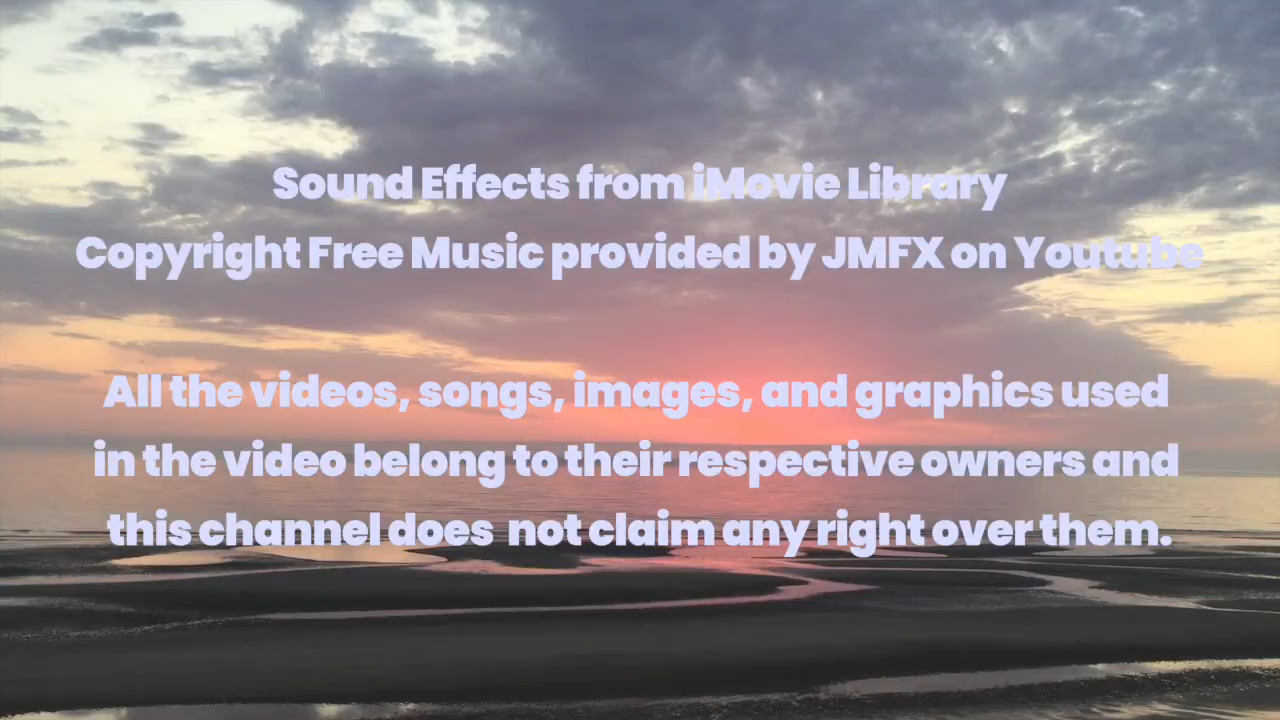 Sound Effects from iMovie Library
Copyright Free Music provided by JMFX on Youtube
All the videos, songs, images, and graphics used
in the video belong to their respective owners and
this channel does not claim any right over them.